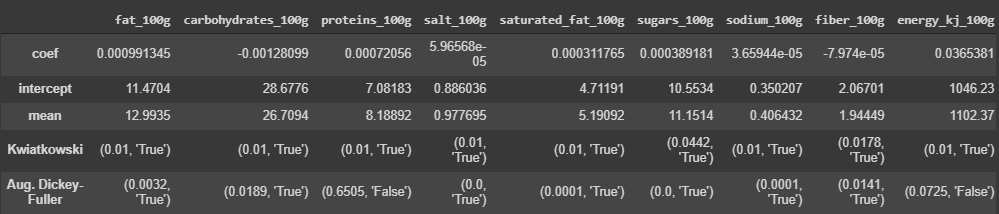 fat_100g carbohydrates_100g proteins_100g salt_100g saturated_fat_100g sugars_100g sodium_100g fiber_100g energy_kj_100g
coef 0.000991345 -0.00128099 0.00072056 5.96568e-05 0.000311765 0.000389181 3.65944e-05 -7.974e-05 0.0365381
intercept 11.4704 28.6776 7.08183 0.886036 4.71191 10.5534 0.350207 2.06701 1046.23
mean 12.9935 26.7094 8.18892 0.977695 5.19092 11.1514 0.406432 1.94449 1102.37
Kwiatkowski (0.01, 'True') (0.01, 'True') (0.01, 'True') (0.01, 'True') (0.01, 'True') (0.0442, 'True') (0.01, 'True') (0.0178, 'True') (0.01, 'True')
Aug. Dickey-Fuller (0.0032, 'True') (0.0189, 'True') (0.6505, 'False') (0.0, 'True') (0.0001, 'True') (0.0, 'True') (0.0001, 'True') (0.0141, 'True') (0.0725, 'False')